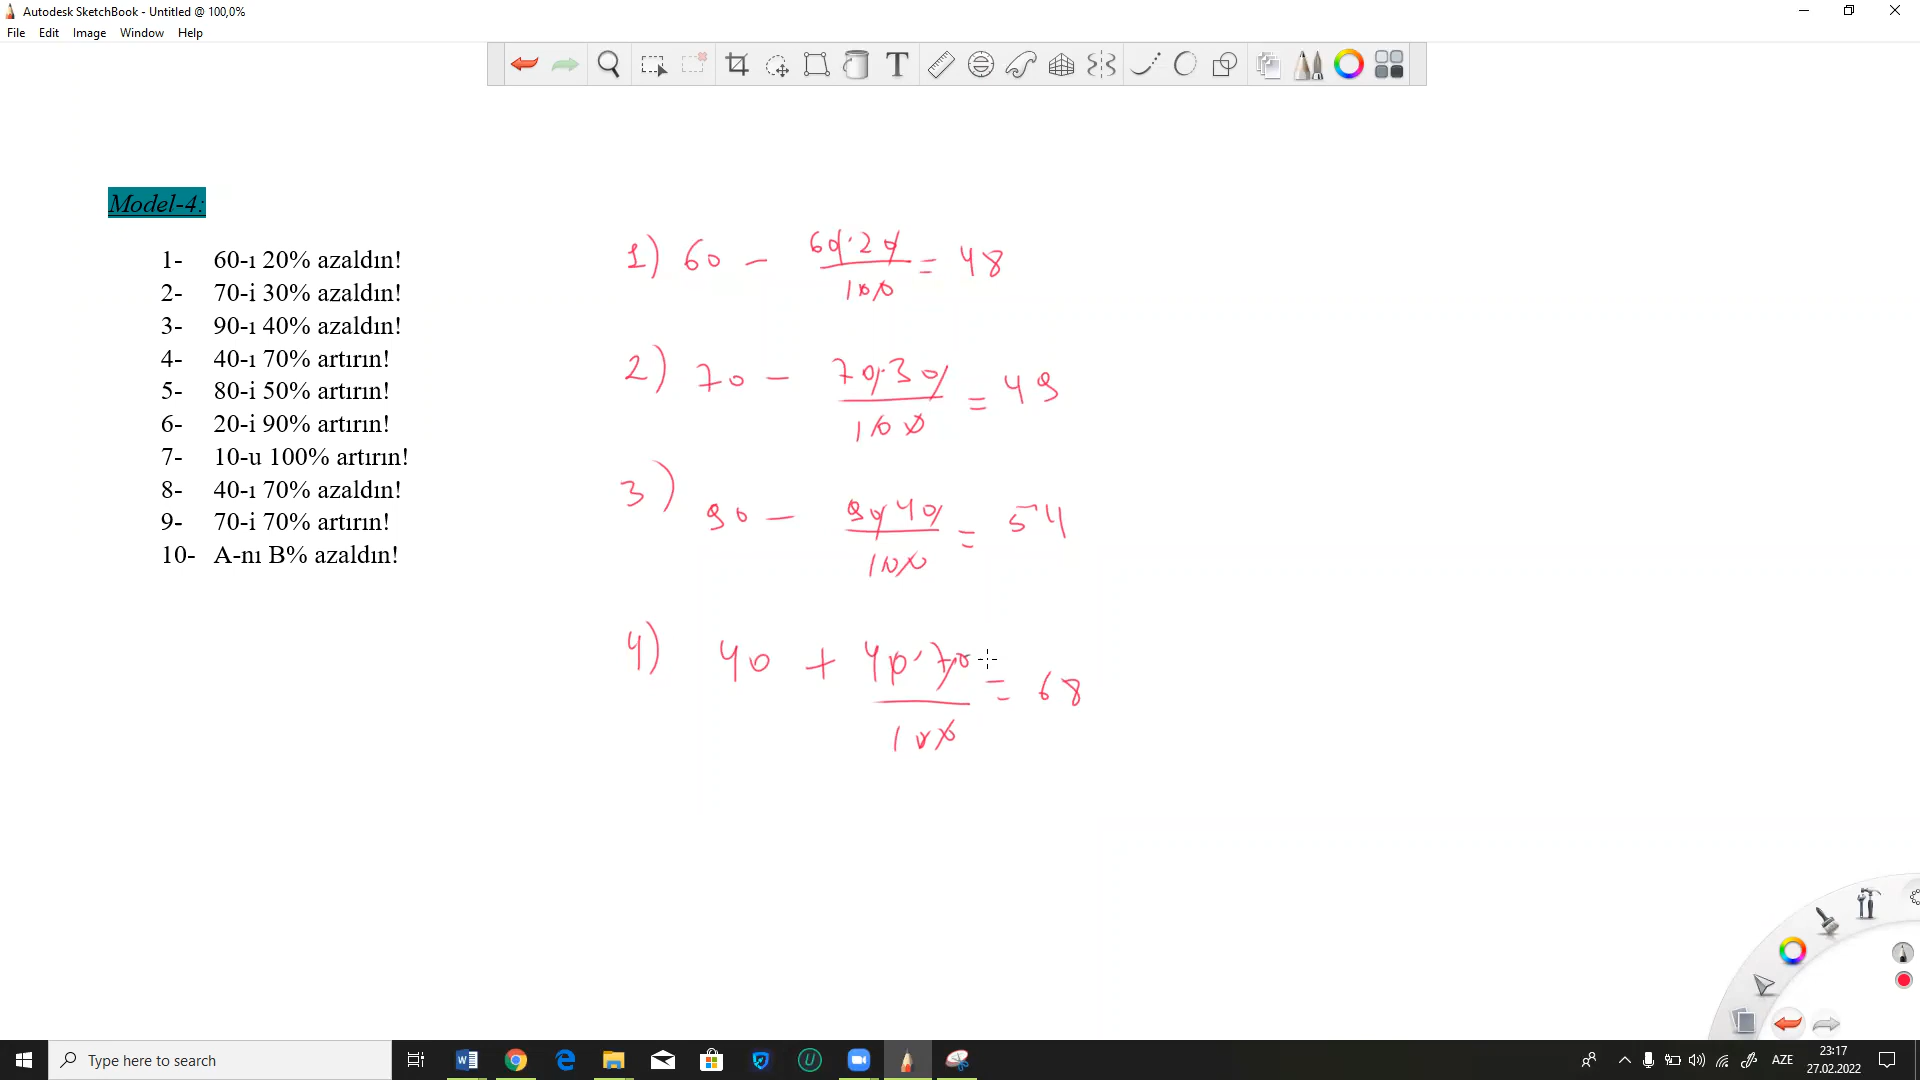 Autodesk SketchBook - Untitled @ 100,0%
File Edit Image Window Help
Model-4:
1- 60-ı 20% azaldın!
2- 70-i 30% azaldın!
3- 90-ı 40% azaldın!
4- 40-ı 70% artırın!
5- 80-i 50% artırın!
6- 20-i 90% artırın!
7- 10-u 100% artırın!
8- 40-ı 70% azaldın!
9- 70-i 70% artırın!
10- A-nı B% azaldın!
1) 60 - 60·20/100 = 48
2) 70 - 70·30/100 = 49
3) 90 - 90·40/100 = 54
4) 40 + 40·70/100 = 68
Type here to search
AZE
23:17
27.02.2022